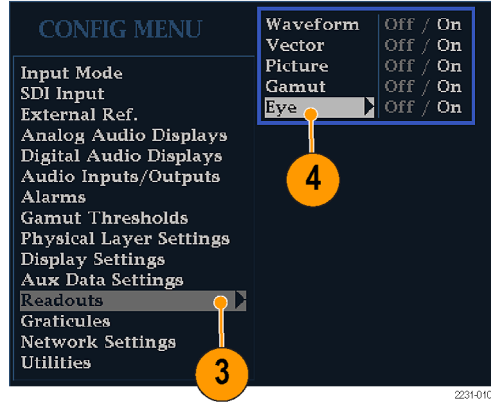 CONFIG MENU
Input Mode
SDI Input
External Ref.
Analog Audio Displays
Digital Audio Displays
Audio Inputs/Outputs
Alarms
Gamut Thresholds
Physical Layer Settings
Display Settings
Aux Data Settings
Readouts
Graticules
Network Settings
Utilities
3
Waveform Off / On
Vector Off / On
Picture Off / On
Gamut Off / On
Eye Off / On
4
2231-010